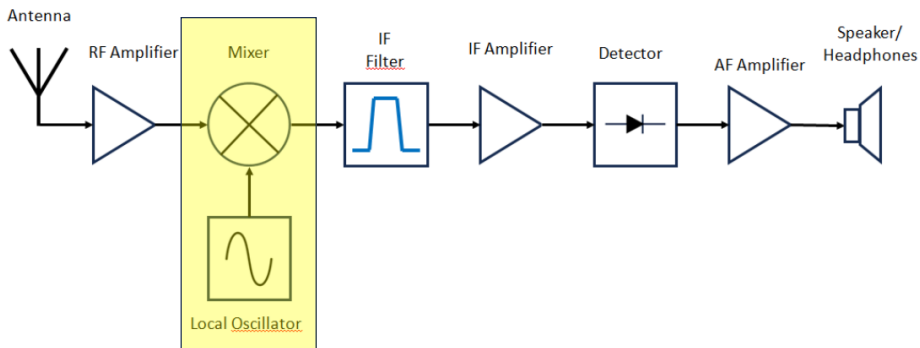 Antenna
RF Amplifier
Mixer
IF
Filter
IF Amplifier
Detector
AF Amplifier
Speaker/
Headphones
Local Oscillator